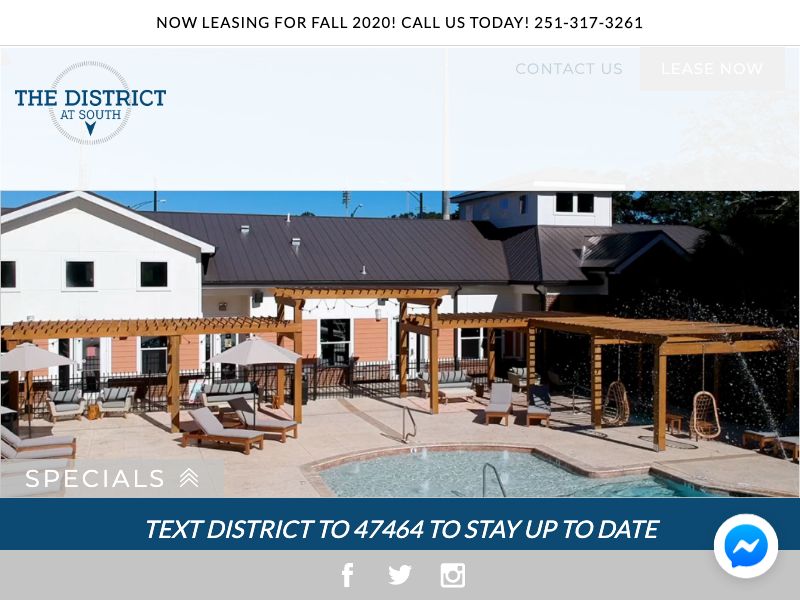 NOW LEASING FOR FALL 2020! CALL US TODAY! 251-317-3261
CONTACT US
LEASE NOW
THE DISTRICT
AT SOUTH
SPECIALS
TEXT DISTRICT TO 47464 TO STAY UP TO DATE